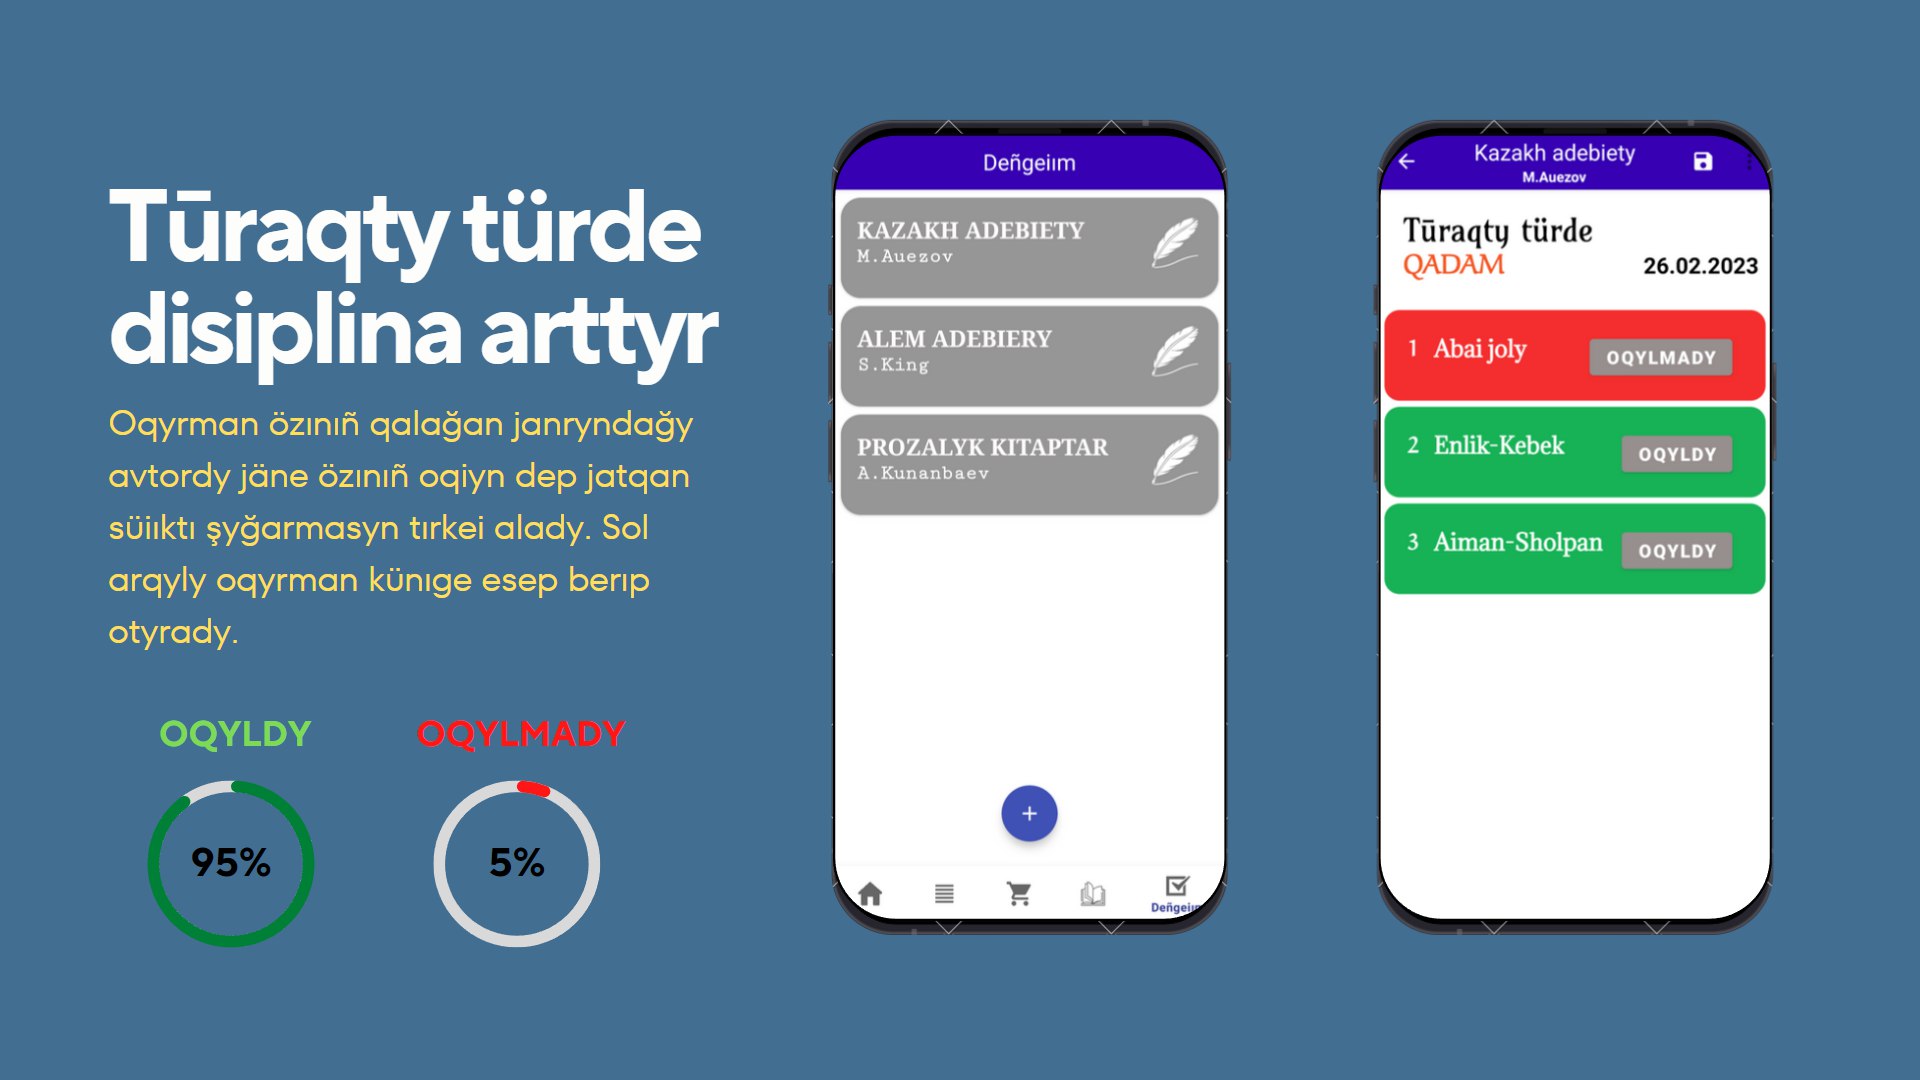 Tūraqty türde
disiplina arttyr
Oqyrman özınıñ qalağan janryndağy
avtordy jäne özınıñ oqiyn dep jatqan
süiıktı şyğarmasyn tırkei alady. Sol
arqyly oqyrman künıge esep berıp
otyrady.
OQYLDY
OQYLMADY
95%
5%
Deñgeiım
KAZAKH ADEBIETY
M.Auezov
ALEM ADEBIERY
S.King
PROZALYK KITAPTAR
A.Kunanbaev
+
Deñgeiım
Kazakh adebiety
M.Auezov
Tūraqty türde
QADAM
26.02.2023
1 Abai joly OQYLMADY
2 Enlik-Kebek OQYLDY
3 Aiman-Sholpan OQYLDY